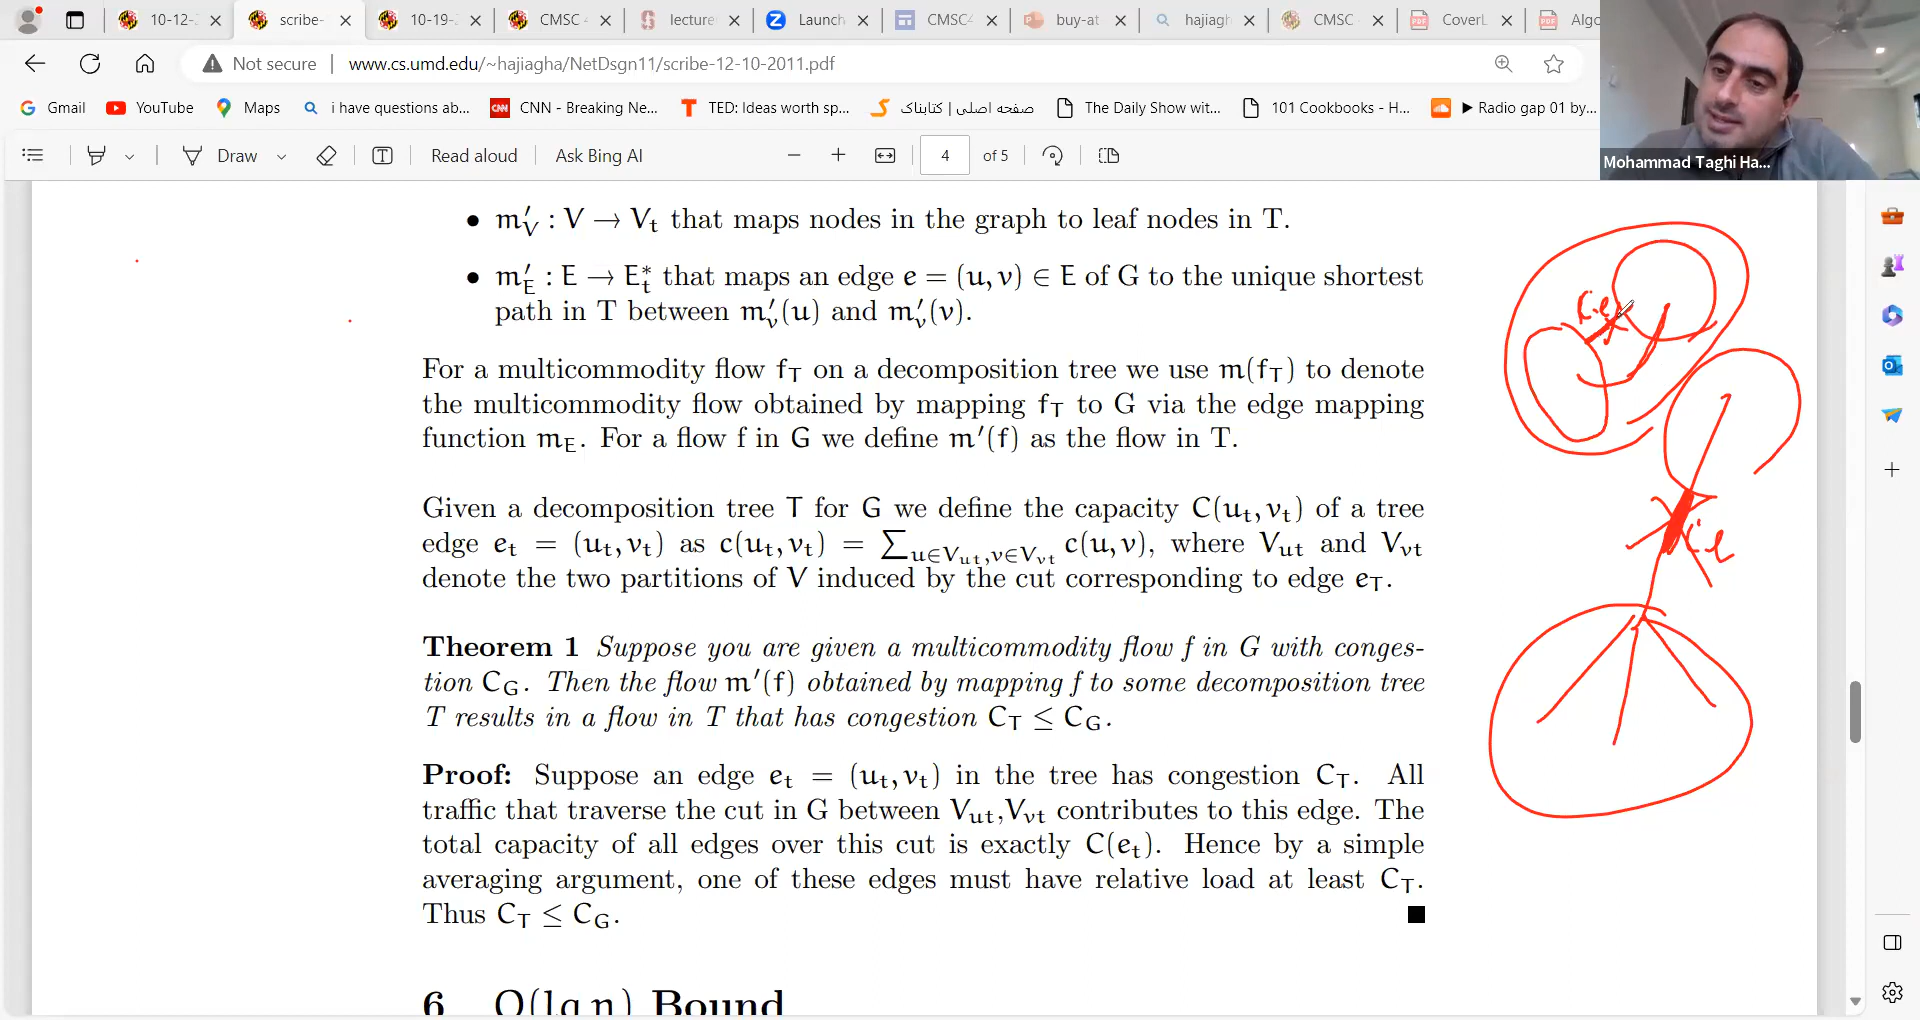 10-12-
scribe-
10-19-
CMSC
lecture
Launch
CMSC4
buy-at
hajiagh
CMSC
CoverL
Algo
Not secure
www.cs.umd.edu/~hajiagha/NetDsgn11/scribe-12-10-2011.pdf
Gmail
YouTube
Maps
i have questions ab...
CNN - Breaking Ne...
TED: Ideas worth sp...
صفحه اصلی | کتابناک
The Daily Show wit...
101 Cookbooks - H...
▶ Radio gap 01 by...
Mohammad Taghi Ha...
Draw
Read aloud
Ask Bing AI
4
of 5
• m′_V : V → V_t that maps nodes in the graph to leaf nodes in T.
• m′_E : E → E*_t that maps an edge e = (u, v) ∈ E of G to the unique shortest
path in T between m′_v(u) and m′_v(v).
For a multicommodity flow f_T on a decomposition tree we use m(f_T) to denote
the multicommodity flow obtained by mapping f_T to G via the edge mapping
function m_E. For a flow f in G we define m′(f) as the flow in T.
Given a decomposition tree T for G we define the capacity C(u_t, v_t) of a tree
edge e_t = (u_t, v_t) as c(u_t, v_t) = ∑_{u∈V_ut, v∈V_vt} c(u, v), where V_ut and V_vt
denote the two partitions of V induced by the cut corresponding to edge e_T.
Theorem 1 Suppose you are given a multicommodity flow f in G with conges-
tion C_G. Then the flow m′(f) obtained by mapping f to some decomposition tree
T results in a flow in T that has congestion C_T ≤ C_G.
Proof: Suppose an edge e_t = (u_t, v_t) in the tree has congestion C_T. All
traffic that traverse the cut in G between V_ut,V_vt contributes to this edge. The
total capacity of all edges over this cut is exactly C(e_t). Hence by a simple
averaging argument, one of these edges must have relative load at least C_T.
Thus C_T ≤ C_G.
6 O(lg n) Bound